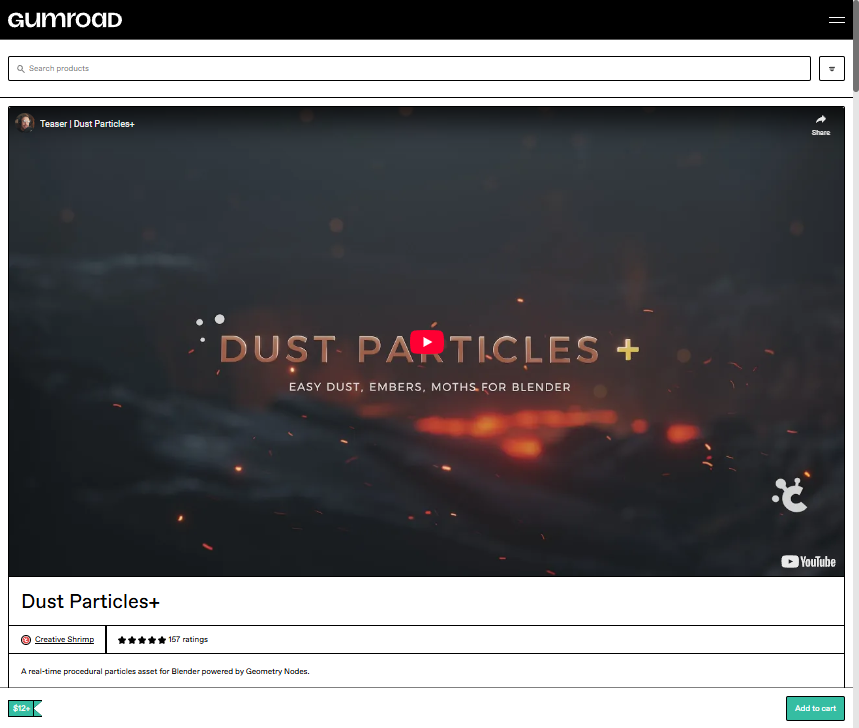 GUMROAD
Search products
Teaser | Dust Particles+
Share
DUST PARTICLES +
EASY DUST, EMBERS, MOTHS FOR BLENDER
YouTube
Dust Particles+
Creative Shrimp
157 ratings
A real-time procedural particles asset for Blender powered by Geometry Nodes.
$12+
Add to cart